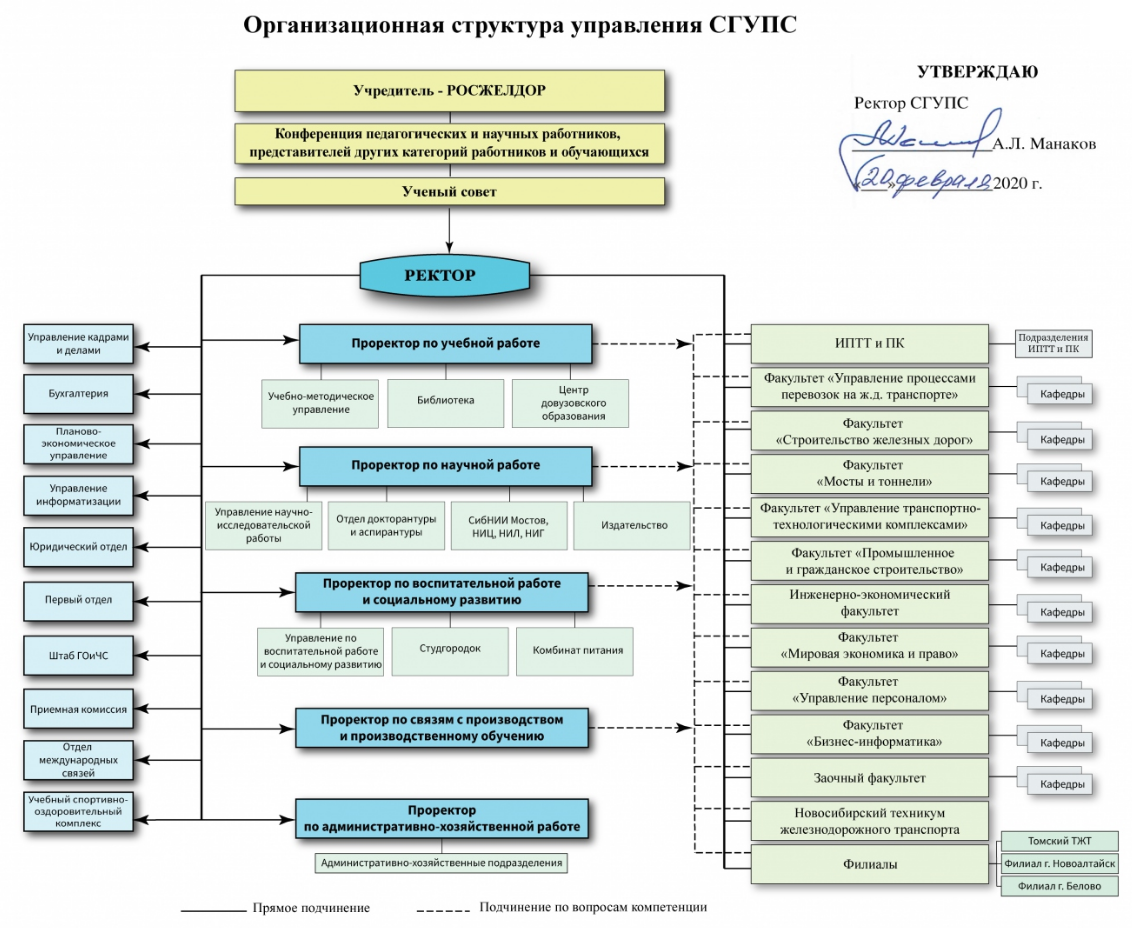 Организационная структура управления СГУПС
УТВЕРЖДАЮ
Ректор СГУПС
А.Л. Манаков
«20» февраля 2020 г.
Учредитель - РОСЖЕЛДОР
Конференция педагогических и научных работников,
представителей других категорий работников и обучающихся
Ученый совет
РЕКТОР
Управление кадрами
и делами
Бухгалтерия
Планово-
экономическое
управление
Управление
информатизации
Юридический отдел
Первый отдел
Штаб ГОиЧС
Приемная комиссия
Отдел
международных
связей
Учебный спортивно-
оздоровительный
комплекс
Проректор по учебной работе
Учебно-методическое
управление
Библиотека
Центр
довузовского
образования
Проректор по научной работе
Управление научно-
исследовательской
работы
Отдел докторантуры
и аспирантуры
СибНИИ Мостов,
НИЦ, НИЛ, НИГ
Издательство
Проректор по воспитательной работе
и социальному развитию
Управление по
воспитательной работе
и социальному развитию
Студгородок
Комбинат питания
Проректор по связям с производством
и производственному обучению
Проректор
по административно-хозяйственной работе
Административно-хозяйственные подразделения
ИПТТ и ПК
Подразделения
ИПТТ и ПК
Факультет «Управление процессами
перевозок на ж.д. транспорте»
Кафедры
Факультет
«Строительство железных дорог»
Кафедры
Факультет
«Мосты и тоннели»
Кафедры
Факультет «Управление транспортно-
технологическими комплексами»
Кафедры
Факультет «Промышленное
и гражданское строительство»
Кафедры
Инженерно-экономический
факультет
Кафедры
Факультет
«Мировая экономика и право»
Кафедры
Факультет
«Управление персоналом»
Кафедры
Факультет
«Бизнес-информатика»
Кафедры
Заочный факультет
Кафедры
Новосибирский техникум
железнодорожного транспорта
Филиалы
Томский ТЖТ
Филиал г. Новоалтайск
Филиал г. Белово
Прямое подчинение
Подчинение по вопросам компетенции